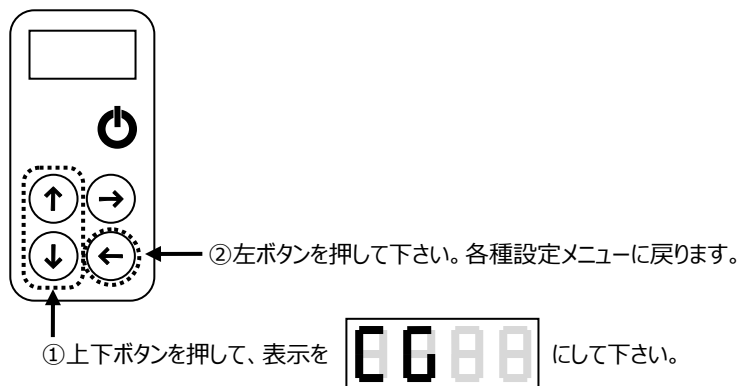 ②左ボタンを押して下さい。各種設定メニューに戻ります。
①上下ボタンを押して、表示を CG にして下さい。